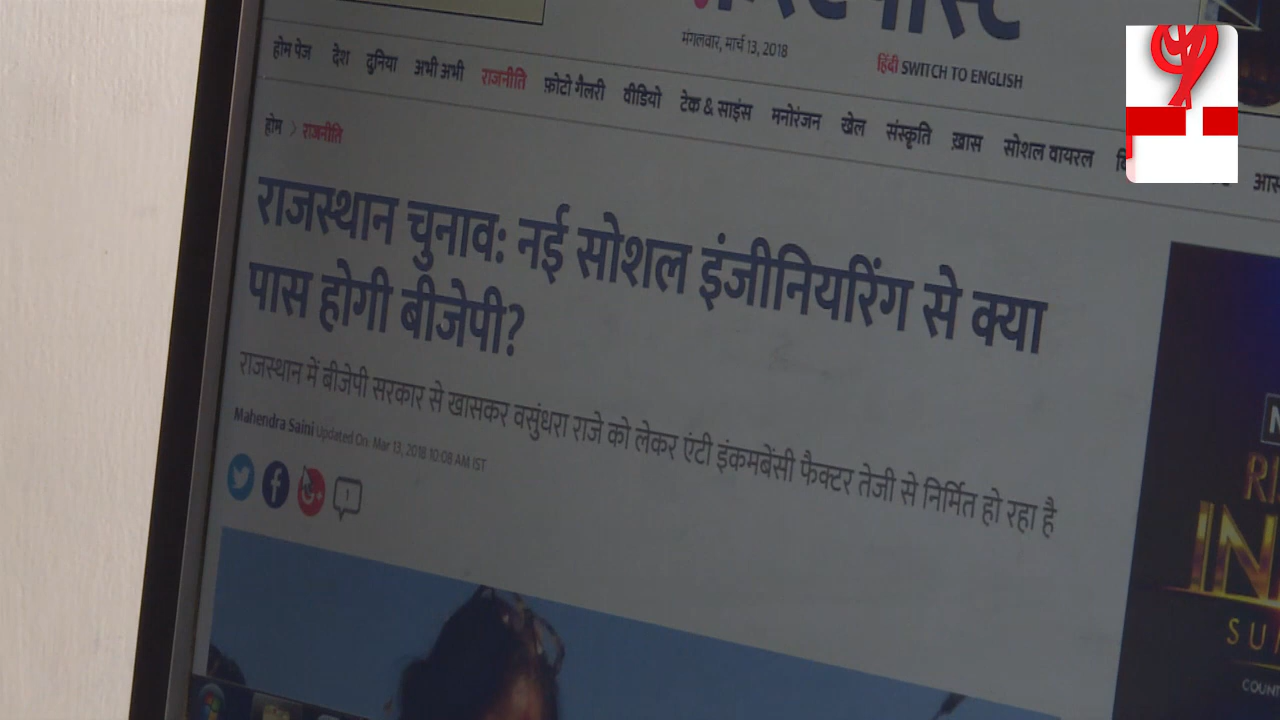 मंगलवार, मार्च 13, 2018
हिंदी SWITCH TO ENGLISH
होम पेज देश दुनिया अभी अभी राजनीति फ़ोटो गैलरी वीडियो टेक & साइंस मनोरंजन खेल संस्कृति ख़ास सोशल वायरल
होम > राजनीति
राजस्थान चुनाव: नई सोशल इंजीनियरिंग से क्या
पास होगी बीजेपी?
राजस्थान में बीजेपी सरकार से खासकर वसुंधरा राजे को लेकर एंटी इंकमबेंसी फैक्टर तेजी से निर्मित हो रहा है
Mahendra Saini Updated On: Mar 13, 2018 10:08 AM IST